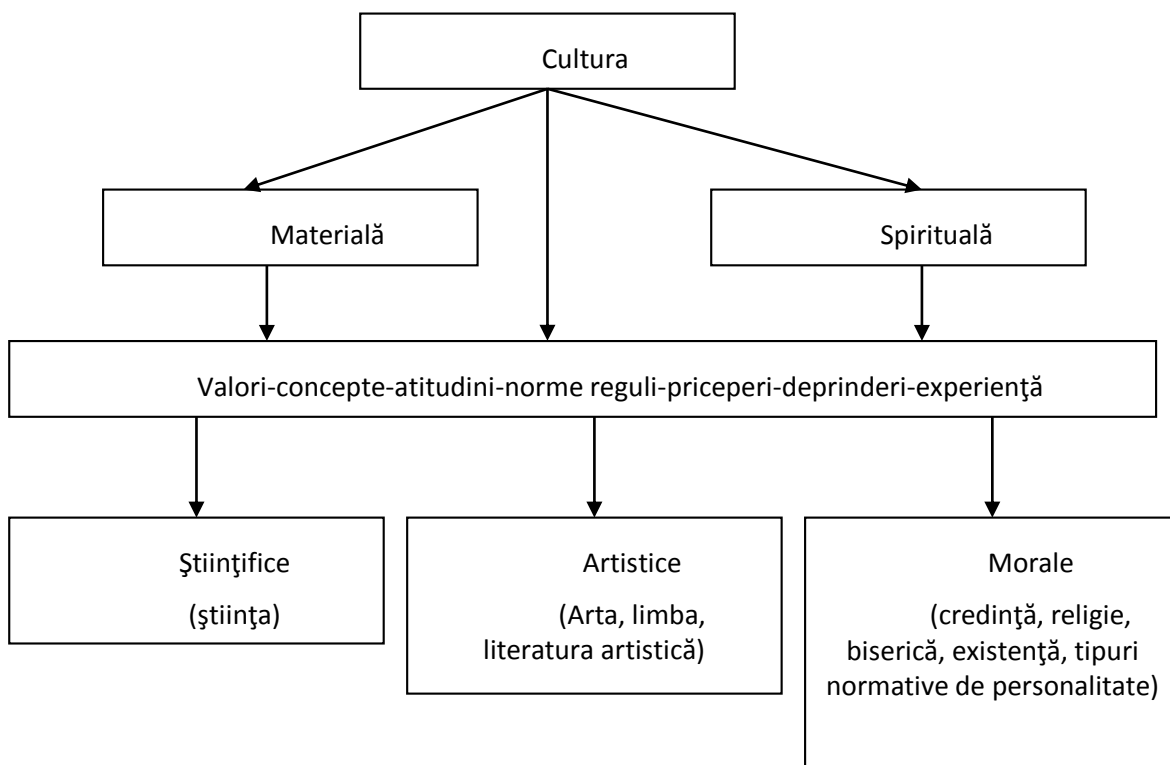 Cultura
Materială
Spirituală
Valori-concepte-atitudini-norme reguli-priceperi-deprinderi-experienţă
Ştiinţifice
(ştiinţa)
Artistice
(Arta, limba,
literatura artistică)
Morale
(credinţă, religie,
biserică, existenţă, tipuri
normative de personalitate)